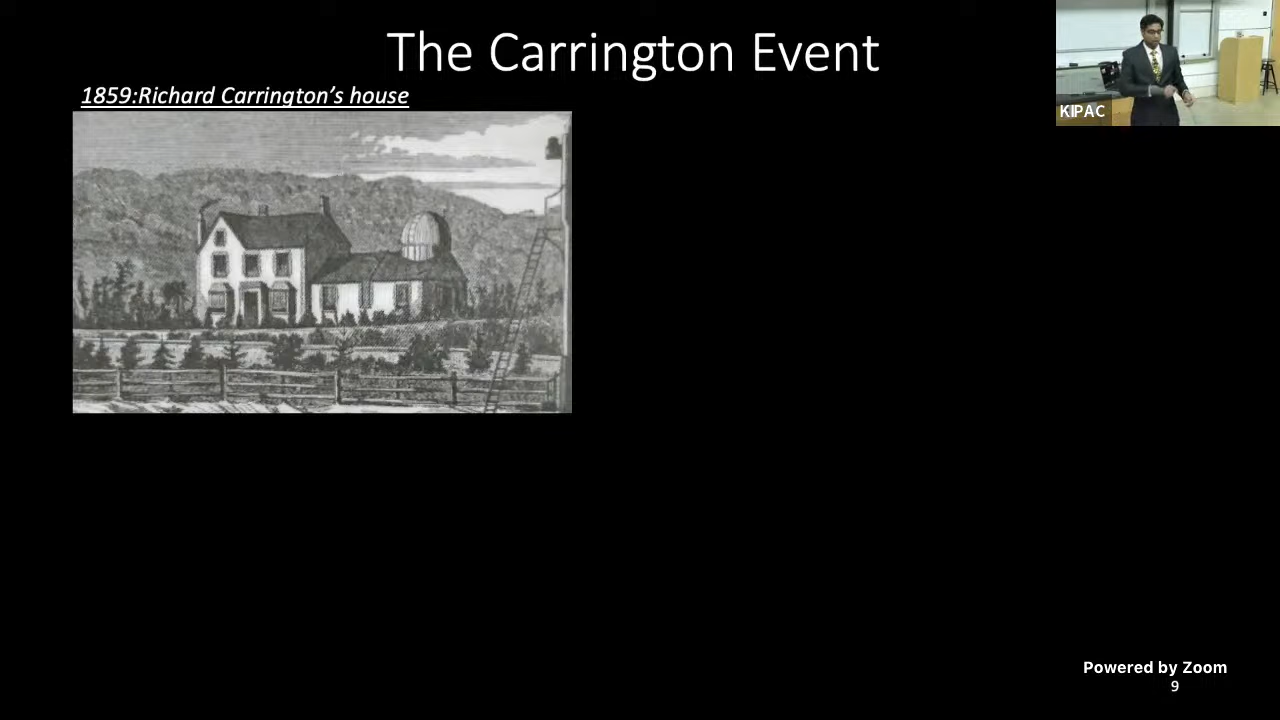 The Carrington Event
1859:Richard Carrington's house
KIPAC
Powered by Zoom
9